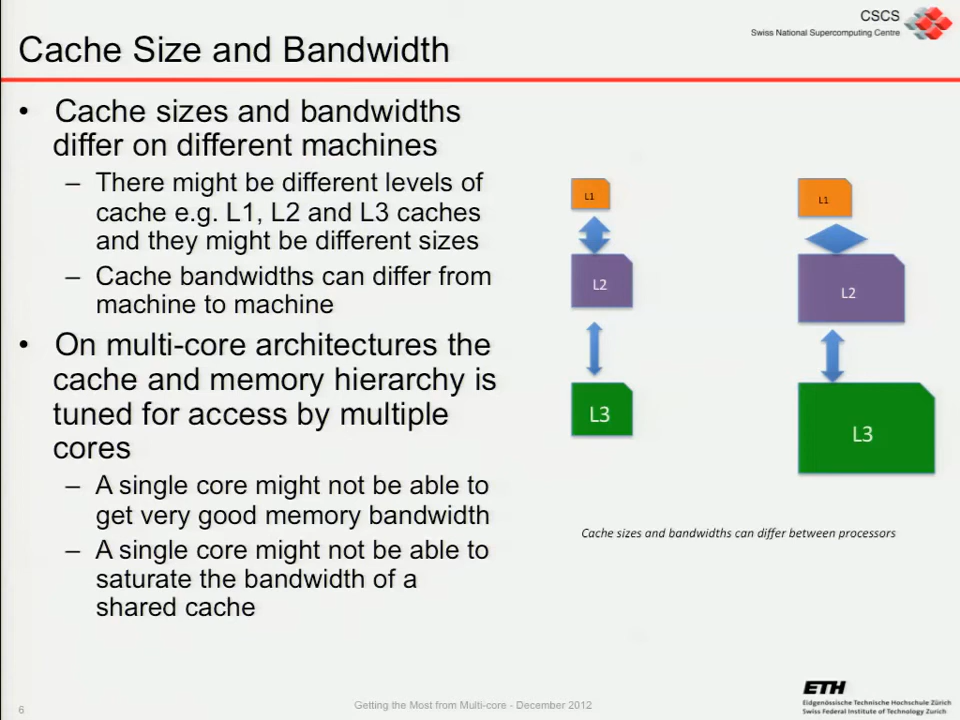 CSCS
Swiss National Supercomputing Centre
Cache Size and Bandwidth
• Cache sizes and bandwidths
differ on different machines
– There might be different levels of
cache e.g. L1, L2 and L3 caches
and they might be different sizes
– Cache bandwidths can differ from
machine to machine
• On multi-core architectures the
cache and memory hierarchy is
tuned for access by multiple
cores
– A single core might not be able to
get very good memory bandwidth
– A single core might not be able to
saturate the bandwidth of a
shared cache
L1
L2
L3
L1
L2
L3
Cache sizes and bandwidths can differ between processors
6
Getting the Most from Multi-core - December 2012
ETH
Eidgenössische Technische Hochschule Zürich
Swiss Federal Institute of Technology Zurich